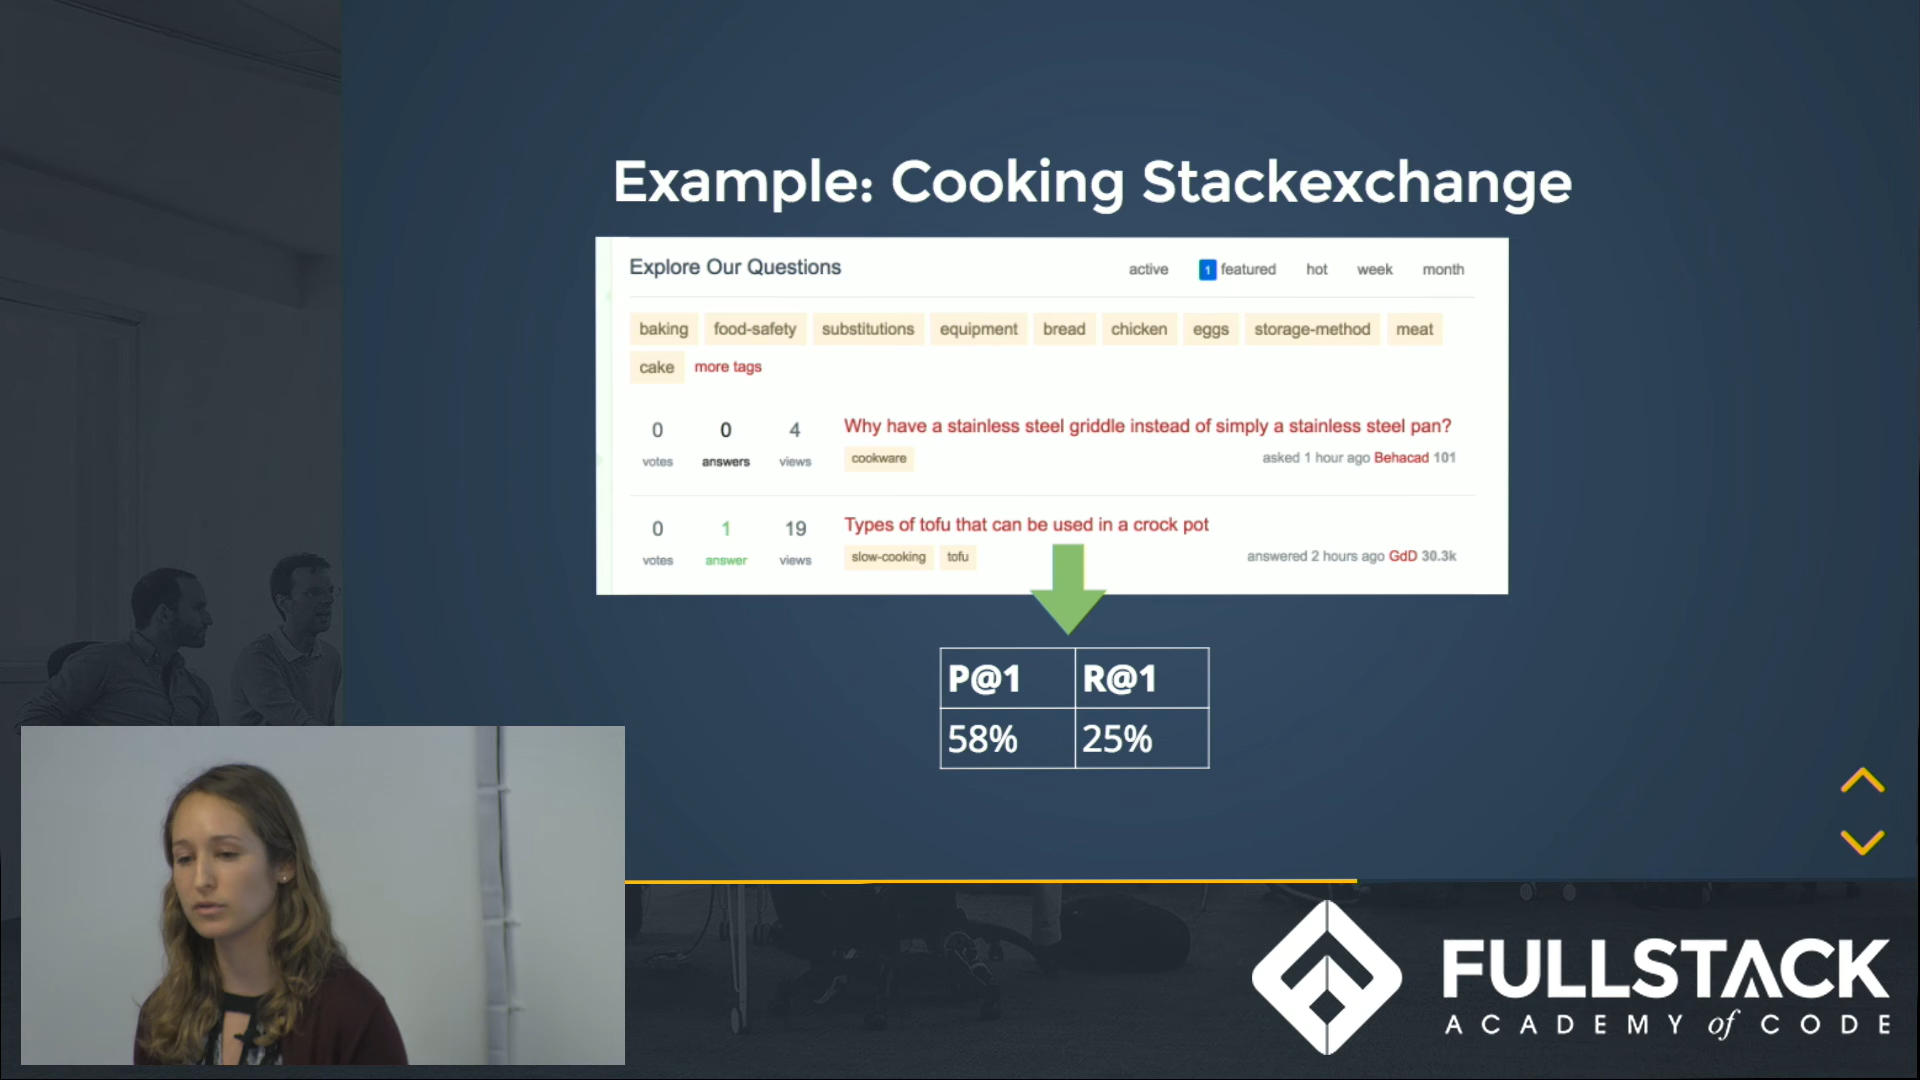 Example: Cooking Stackexchange
Explore Our Questions
active 1 featured hot week month
baking food-safety substitutions equipment bread chicken eggs storage-method meat
cake more tags
0 0 4 Why have a stainless steel griddle instead of simply a stainless steel pan?
votes answers views cookware asked 1 hour ago Behacad 101
0 1 19 Types of tofu that can be used in a crock pot
votes answer views slow-cooking tofu answered 2 hours ago GdD 30.3k
P@1 R@1
58% 25%
FULLSTACK
ACADEMY of CODE